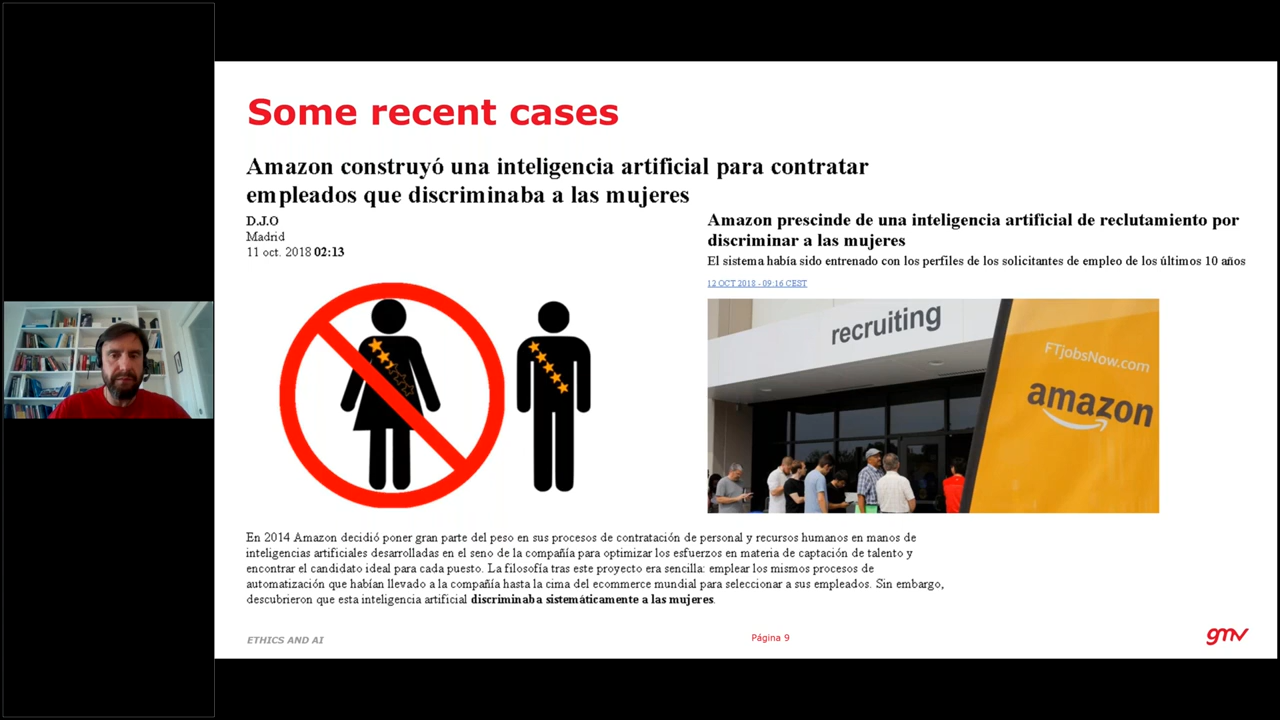 Some recent cases
Amazon construyó una inteligencia artificial para contratar
empleados que discriminaba a las mujeres
D.J.O
Madrid
11 oct. 2018 02:13
Amazon prescinde de una inteligencia artificial de reclutamiento por
discriminar a las mujeres
El sistema había sido entrenado con los perfiles de los solicitantes de empleo de los últimos 10 años
12 OCT 2018 - 09:16 CEST
recruiting
FTjobsNow.com
amazon
En 2014 Amazon decidió poner gran parte del peso en sus procesos de contratación de personal y recursos humanos en manos de
inteligencias artificiales desarrolladas en el seno de la compañía para optimizar los esfuerzos en materia de captación de talento y
encontrar el candidato ideal para cada puesto. La filosofía tras este proyecto era sencilla: emplear los mismos procesos de
automatización que habían llevado a la compañía hasta la cima del ecommerce mundial para seleccionar a sus empleados. Sin embargo,
descubrieron que esta inteligencia artificial discriminaba sistemáticamente a las mujeres.
ETHICS AND AI
Página 9
gmv